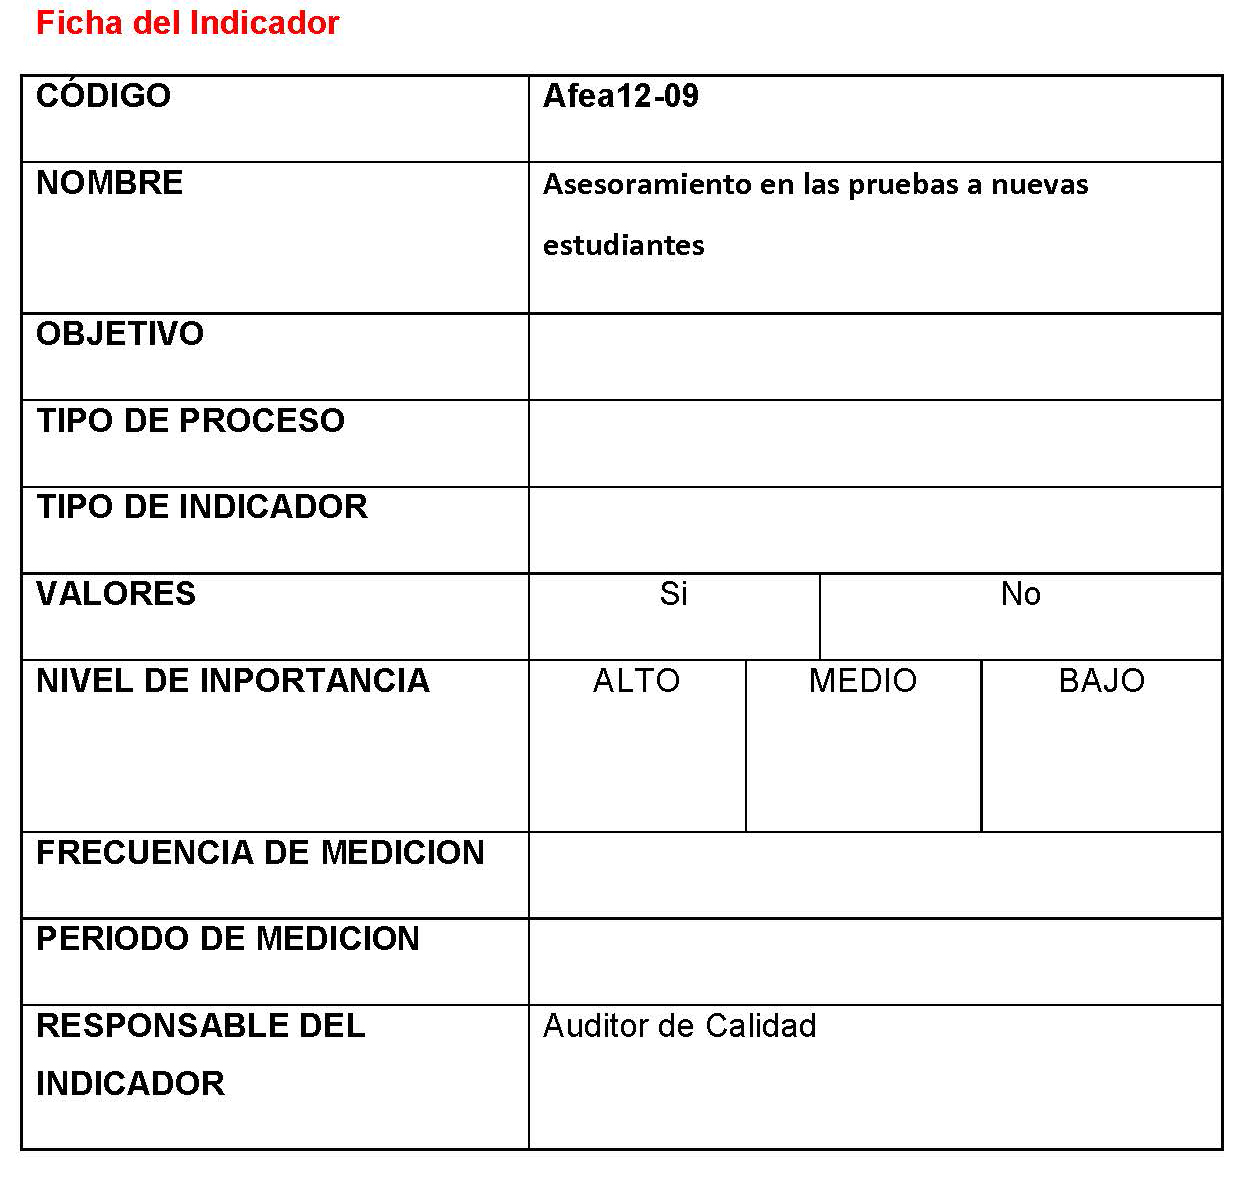 Ficha del Indicador
CÓDIGO Afea12-09
NOMBRE Asesoramiento en las pruebas a nuevas
estudiantes
OBJETIVO
TIPO DE PROCESO
TIPO DE INDICADOR
VALORES Si No
NIVEL DE INPORTANCIA ALTO MEDIO BAJO
FRECUENCIA DE MEDICION
PERIODO DE MEDICION
RESPONSABLE DEL Auditor de Calidad
INDICADOR